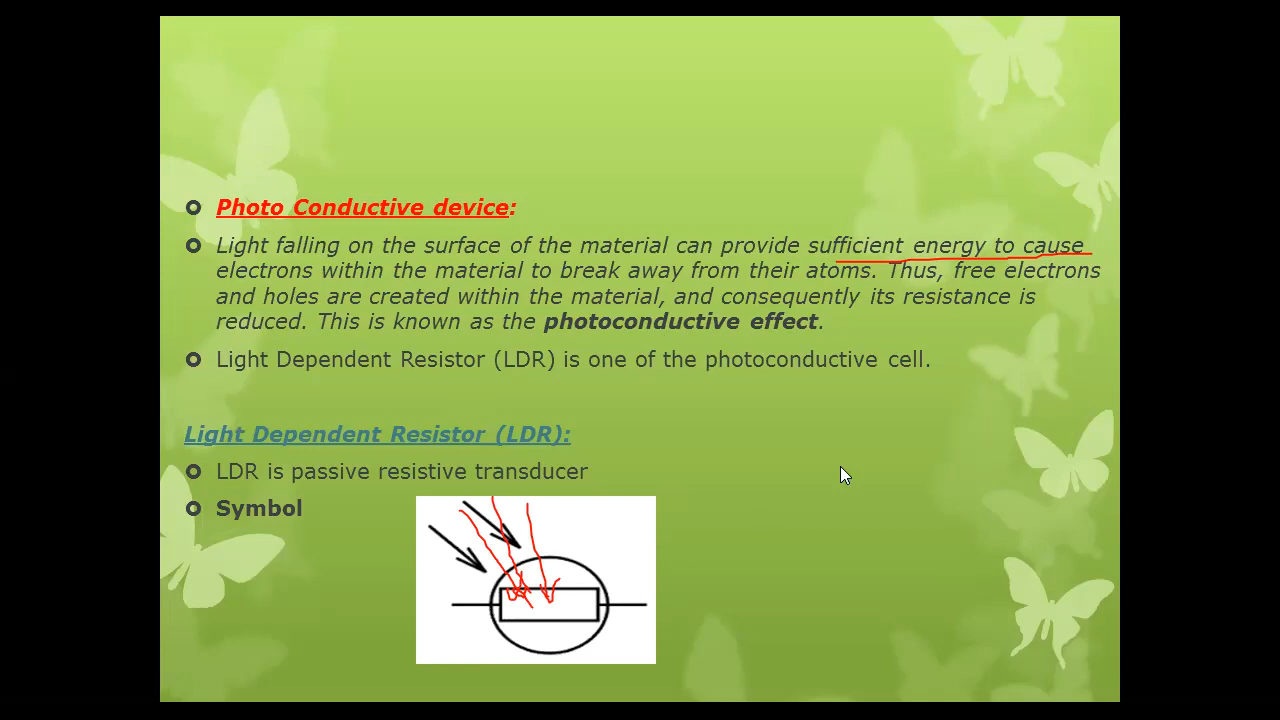 Photo Conductive device:
Light falling on the surface of the material can provide sufficient energy to cause
electrons within the material to break away from their atoms. Thus, free electrons
and holes are created within the material, and consequently its resistance is
reduced. This is known as the photoconductive effect.
Light Dependent Resistor (LDR) is one of the photoconductive cell.
Light Dependent Resistor (LDR):
LDR is passive resistive transducer
Symbol